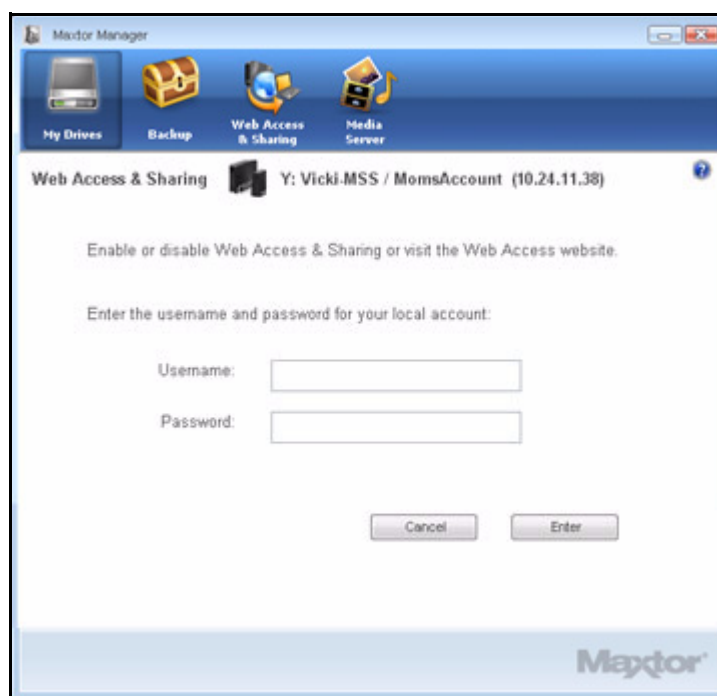 Maxtor Manager
My Drives
Backup
Web Access
& Sharing
Media
Server
Web Access & Sharing Y: Vicki-MSS / MomsAccount (10.24.11.38)
?
Enable or disable Web Access & Sharing or visit the Web Access website.
Enter the username and password for your local account:
Username:
Password:
Cancel Enter
Maxtor